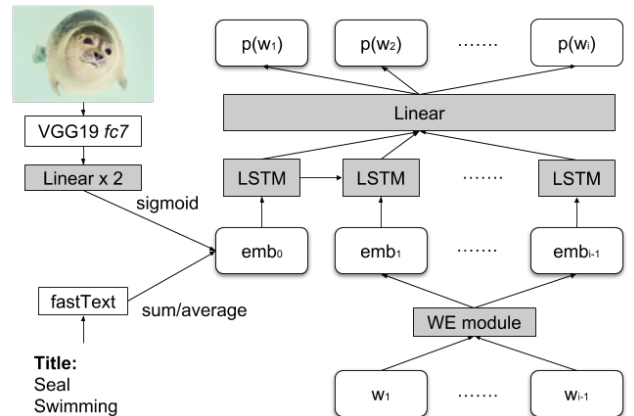 p(w1) p(w2) ....... p(wi)
Linear
VGG19 fc7
Linear x 2
LSTM LSTM ....... LSTM
sigmoid
emb0 emb1 ....... embi-1
fastText
sum/average
WE module
Title:
Seal
Swimming
w1 ....... wi-1